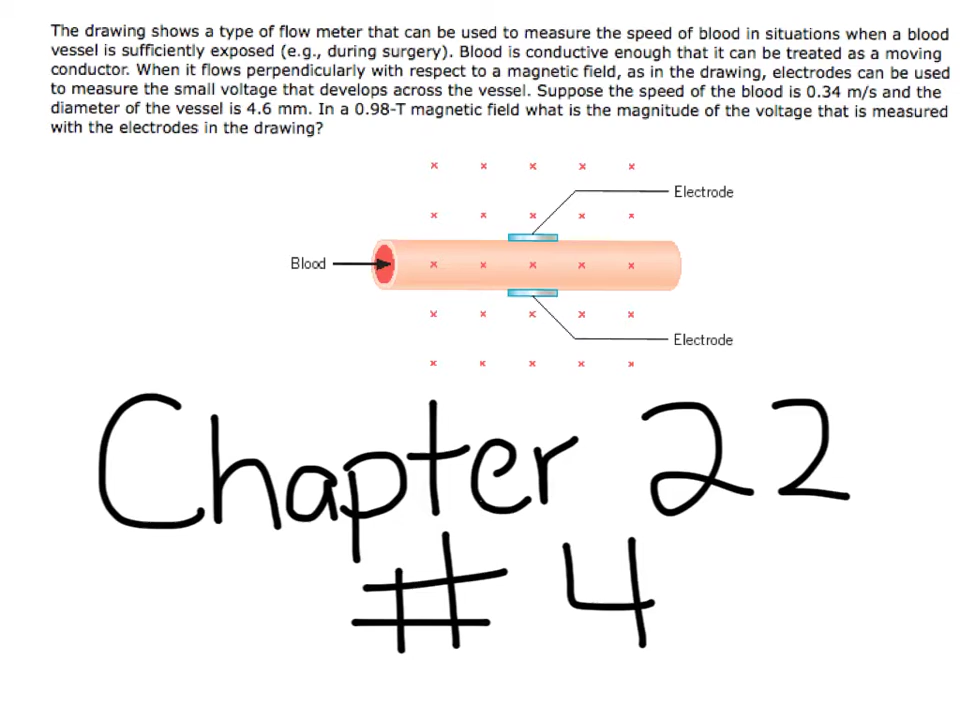 The drawing shows a type of flow meter that can be used to measure the speed of blood in situations when a blood
vessel is sufficiently exposed (e.g., during surgery). Blood is conductive enough that it can be treated as a moving
conductor. When it flows perpendicularly with respect to a magnetic field, as in the drawing, electrodes can be used
to measure the small voltage that develops across the vessel. Suppose the speed of the blood is 0.34 m/s and the
diameter of the vessel is 4.6 mm. In a 0.98-T magnetic field what is the magnitude of the voltage that is measured
with the electrodes in the drawing?
Electrode
Blood
Electrode
Chapter 22
# 4